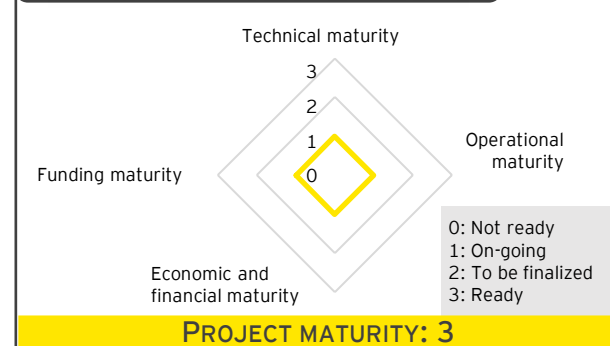 Technical maturity
3
2
1
0
Operational
maturity
Funding maturity
Economic and
financial maturity
0: Not ready
1: On-going
2: To be finalized
3: Ready
PROJECT MATURITY: 3